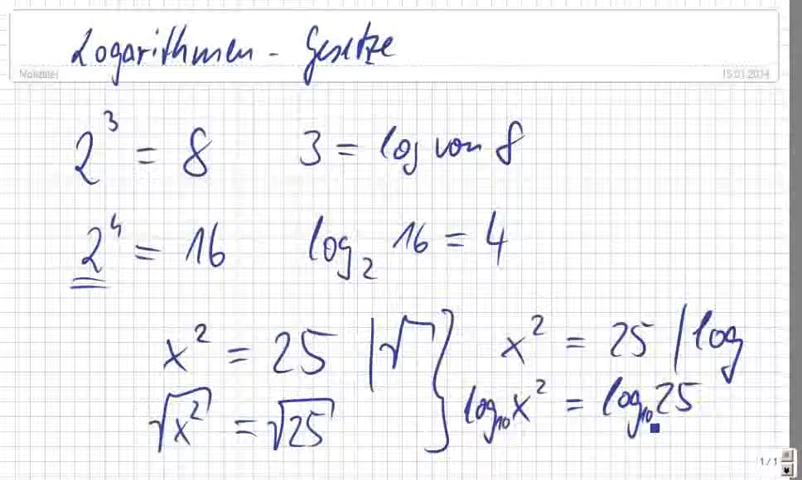 Logarithmen - Gesetze
Notiztitel 15.01.2014
2³ = 8 3 = log von 8
2⁴ = 16 log₂ 16 = 4
x² = 25 |√ } x² = 25 | log
√x² = √25 log₁₀ x² = log₁₀ 25
1/1